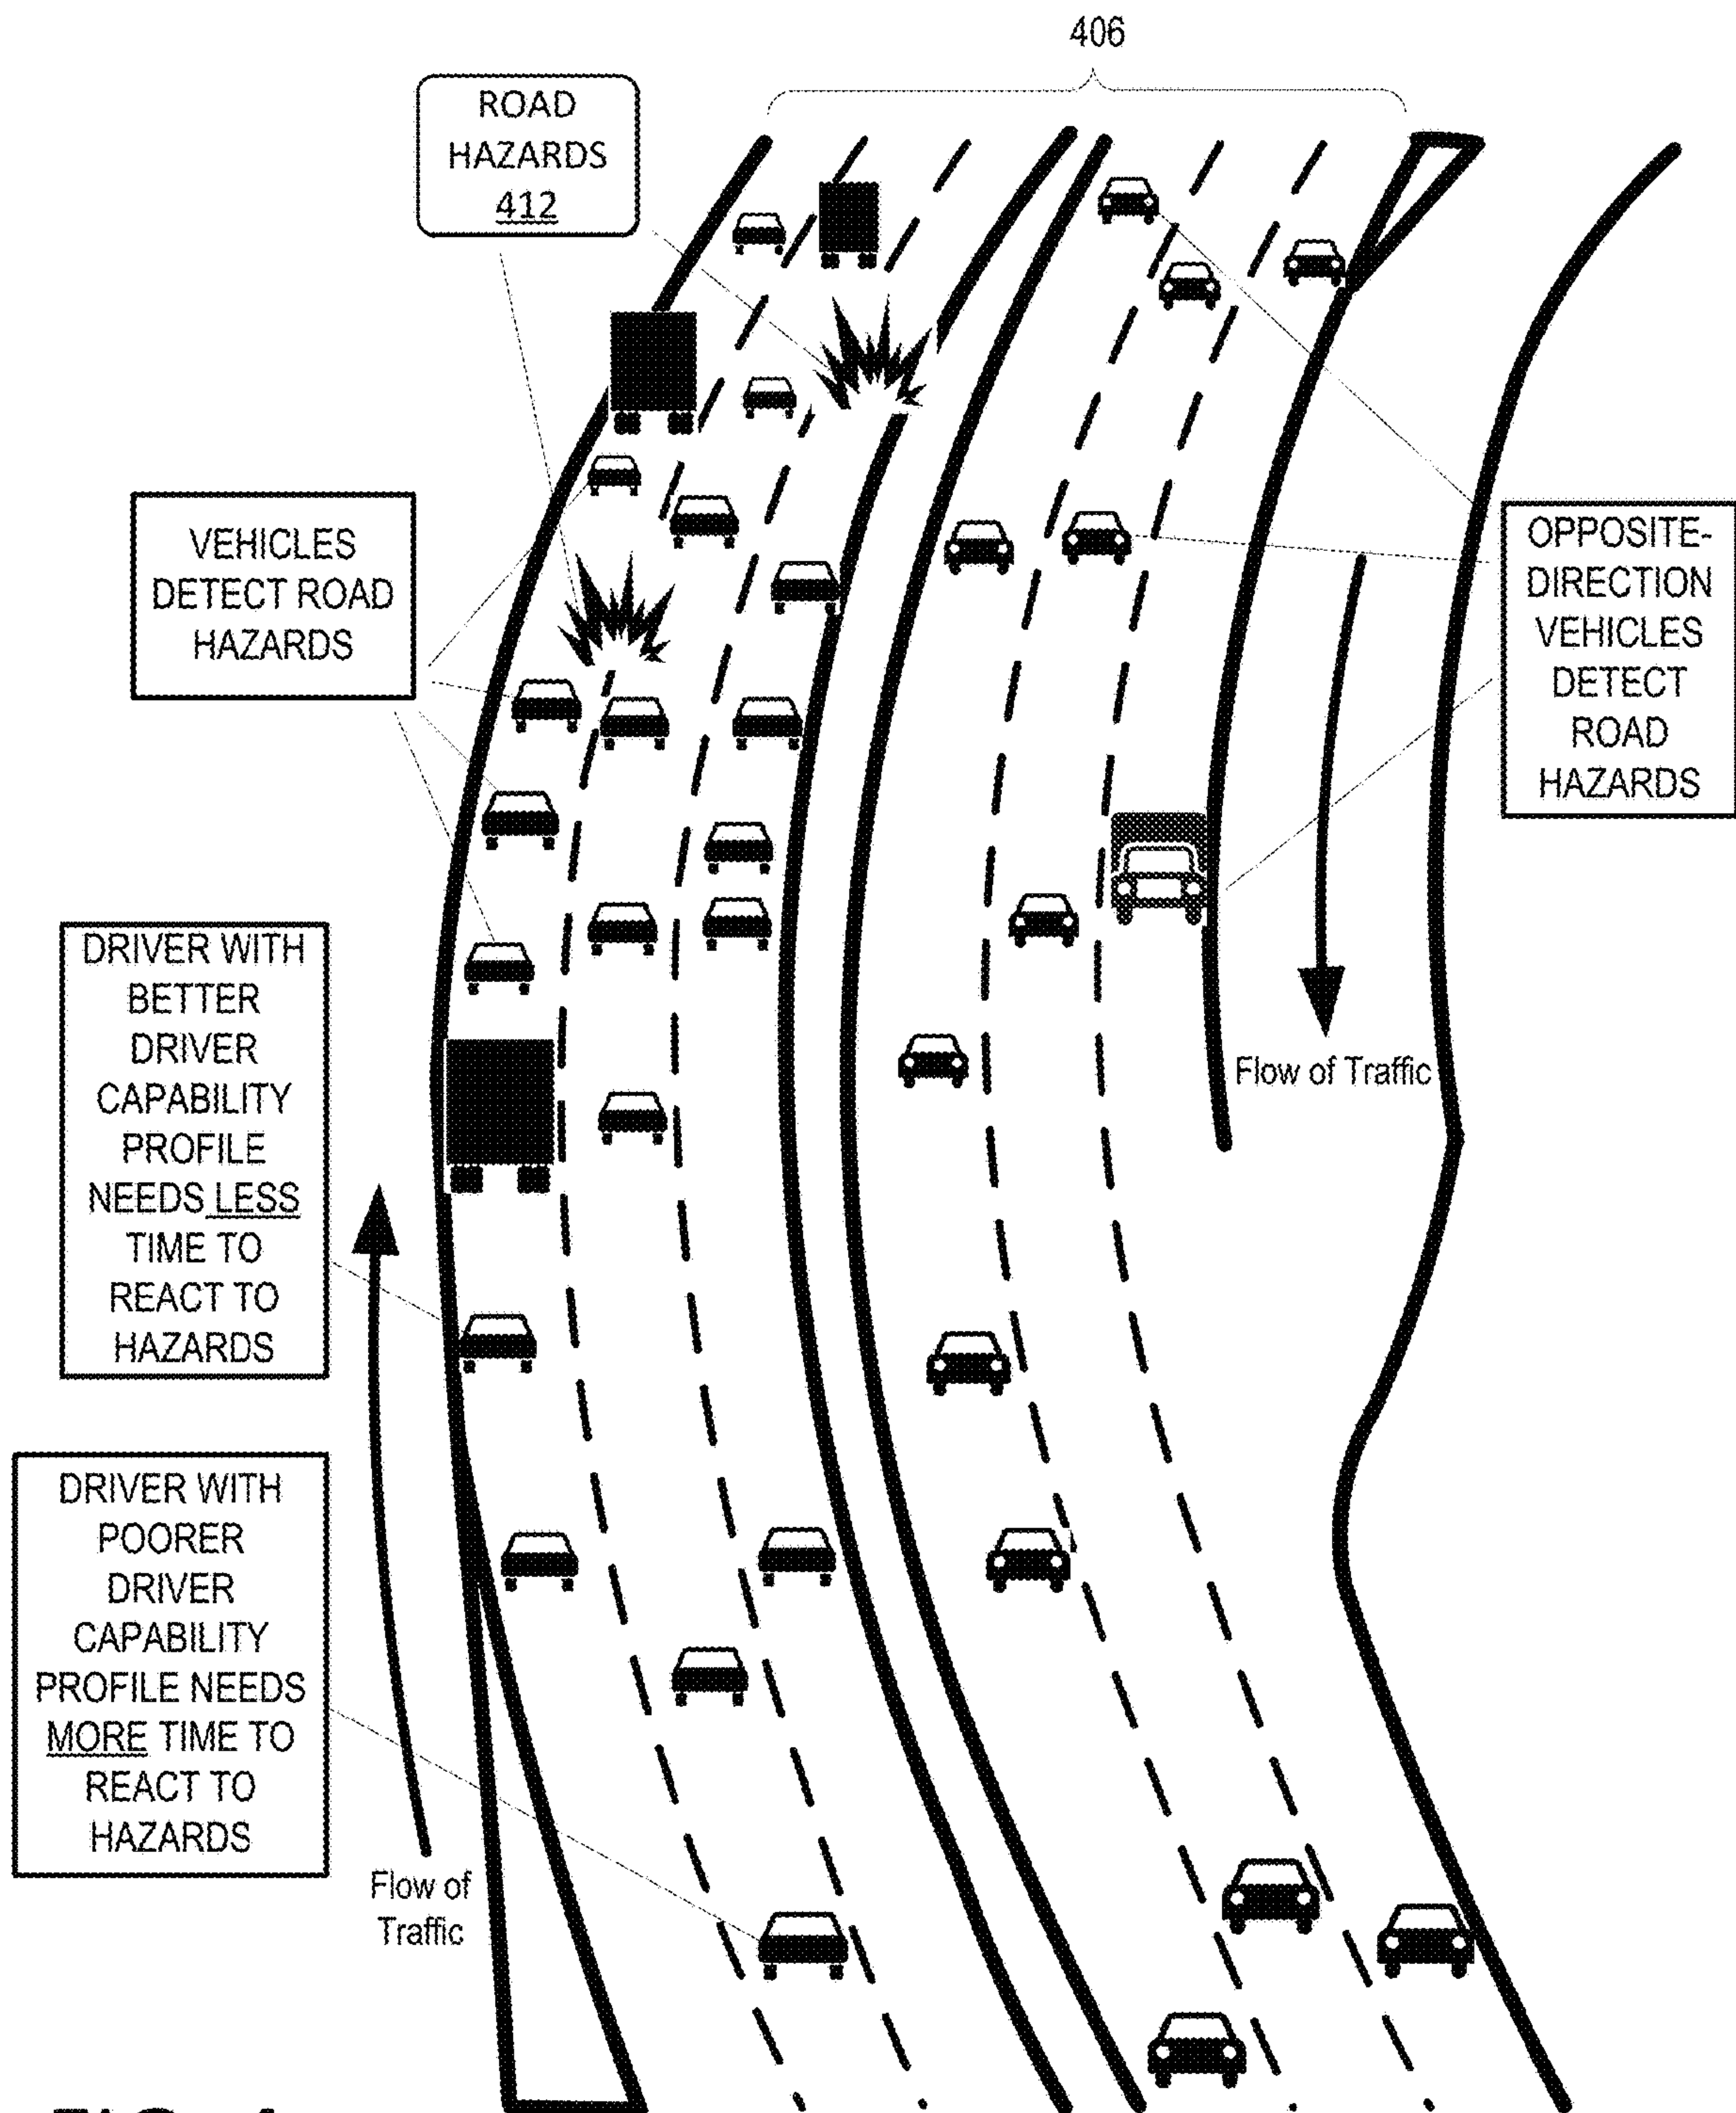 406
ROAD
HAZARDS
412
VEHICLES
DETECT ROAD
HAZARDS
OPPOSITE-
DIRECTION
VEHICLES
DETECT
ROAD
HAZARDS
DRIVER WITH
BETTER
DRIVER
CAPABILITY
PROFILE
NEEDS LESS
TIME TO
REACT TO
HAZARDS
Flow of Traffic
DRIVER WITH
POORER
DRIVER
CAPABILITY
PROFILE NEEDS
MORE TIME TO
REACT TO
HAZARDS
Flow of
Traffic